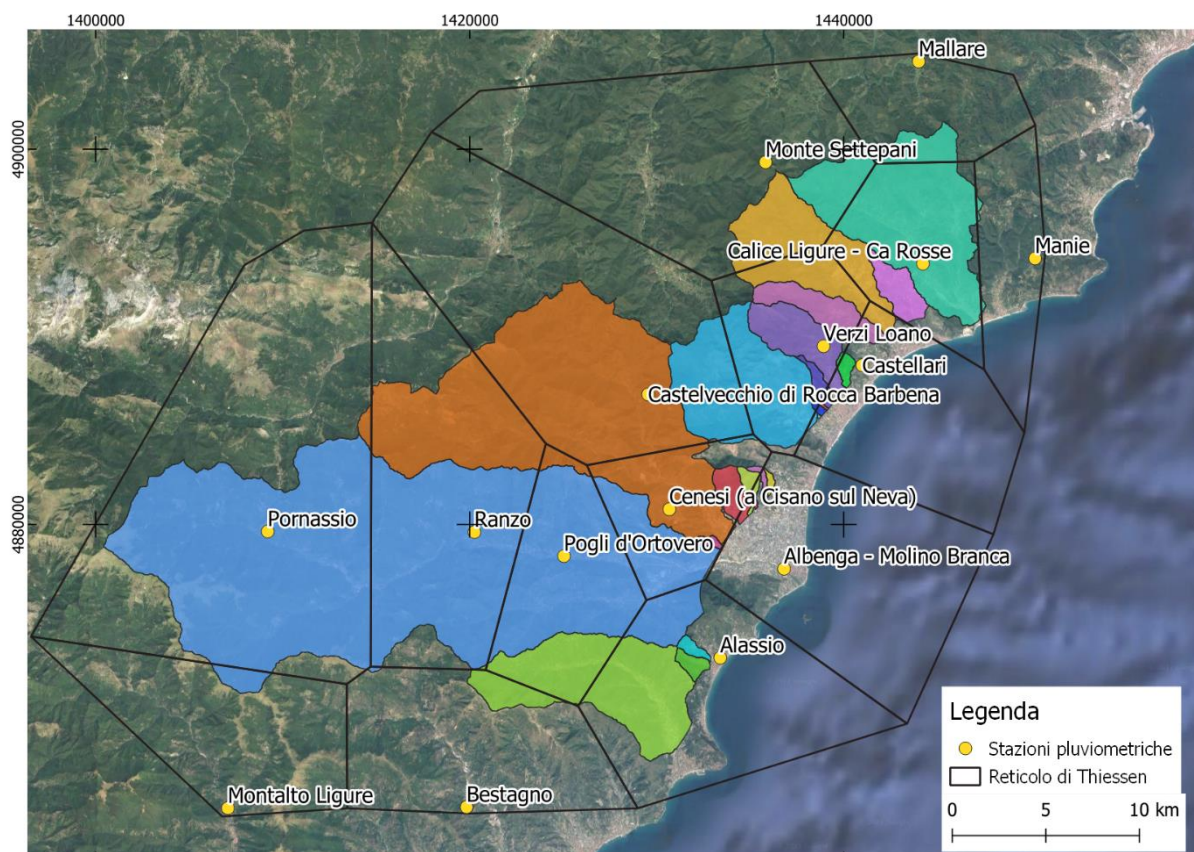 1400000
1420000
1440000
4900000
4880000
Mallare
Monte Settepani
Calice Ligure - Ca Rosse
Manie
Verzi Loano
Castellari
Castelvecchio di Rocca Barbena
Cenesi (a Cisano sul Neva)
Pornassio
Ranzo
Pogli d'Ortovero
Albenga - Molino Branca
Alassio
Montalto Ligure
Bestagno
Legenda
Stazioni pluviometriche
Reticolo di Thiessen
0 5 10 km